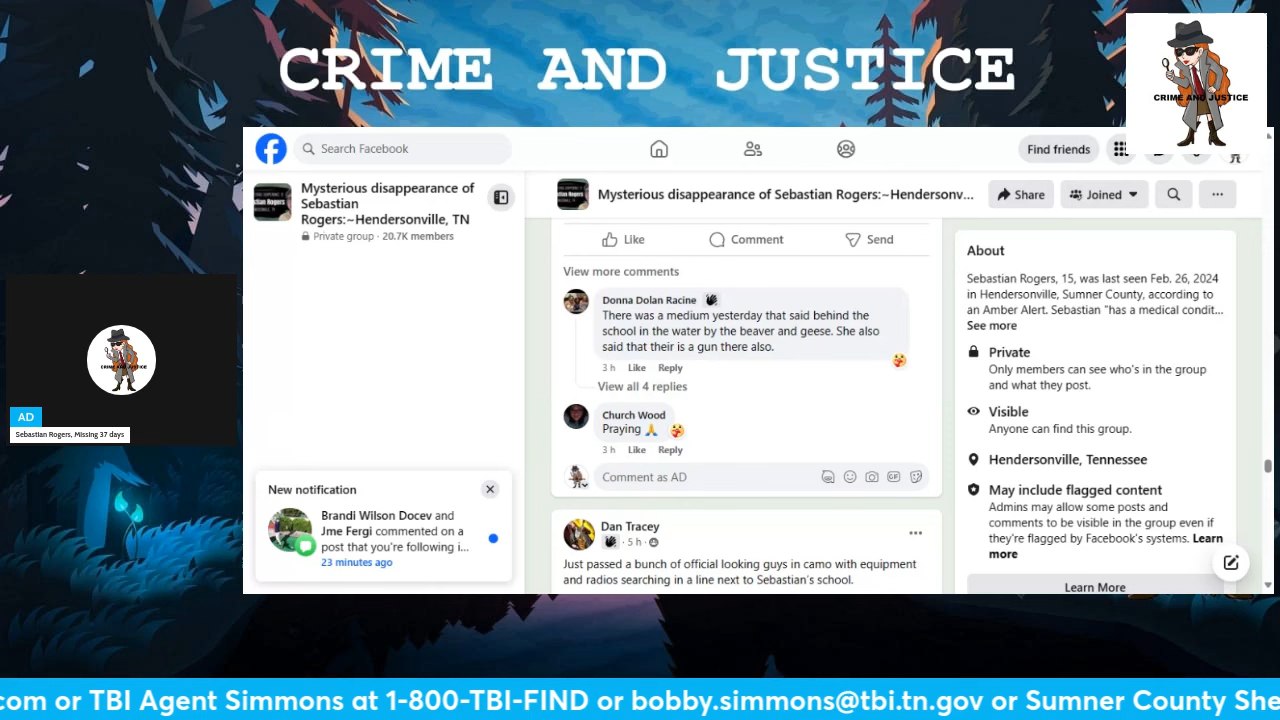 CRIME AND JUSTICE
CRIME AND JUSTICE
Search Facebook
Find friends
Mysterious disappearance of
Sebastian
Rogers:~Hendersonville, TN
Private group · 20.7K members
Mysterious disappearance of Sebastian Rogers:~Hendersonv...
Share
Joined
Like
Comment
Send
View more comments
Donna Dolan Racine
There was a medium yesterday that said behind the
school in the water by the beaver and geese. She also
said that their is a gun there also.
3 h Like Reply
View all 4 replies
Church Wood
Praying 🙏
3 h Like Reply
Comment as AD
GIF
Dan Tracey
· 5 h ·
Just passed a bunch of official looking guys in camo with equipment
and radios searching in a line next to Sebastian's school.
About
Sebastian Rogers, 15, was last seen Feb. 26, 2024
in Hendersonville, Sumner County, according to
an Amber Alert. Sebastian "has a medical condit...
See more
Private
Only members can see who's in the group
and what they post.
Visible
Anyone can find this group.
Hendersonville, Tennessee
May include flagged content
Admins may allow some posts and
comments to be visible in the group even if
they're flagged by Facebook's systems. Learn
more
Learn More
New notification
Brandi Wilson Docev and
Jme Fergi commented on a
post that you're following i...
23 minutes ago
CRIME AND JUSTICE
AD
Sebastian Rogers, Missing 37 days
.com or TBI Agent Simmons at 1-800-TBI-FIND or bobby.simmons@tbi.tn.gov or Sumner County She